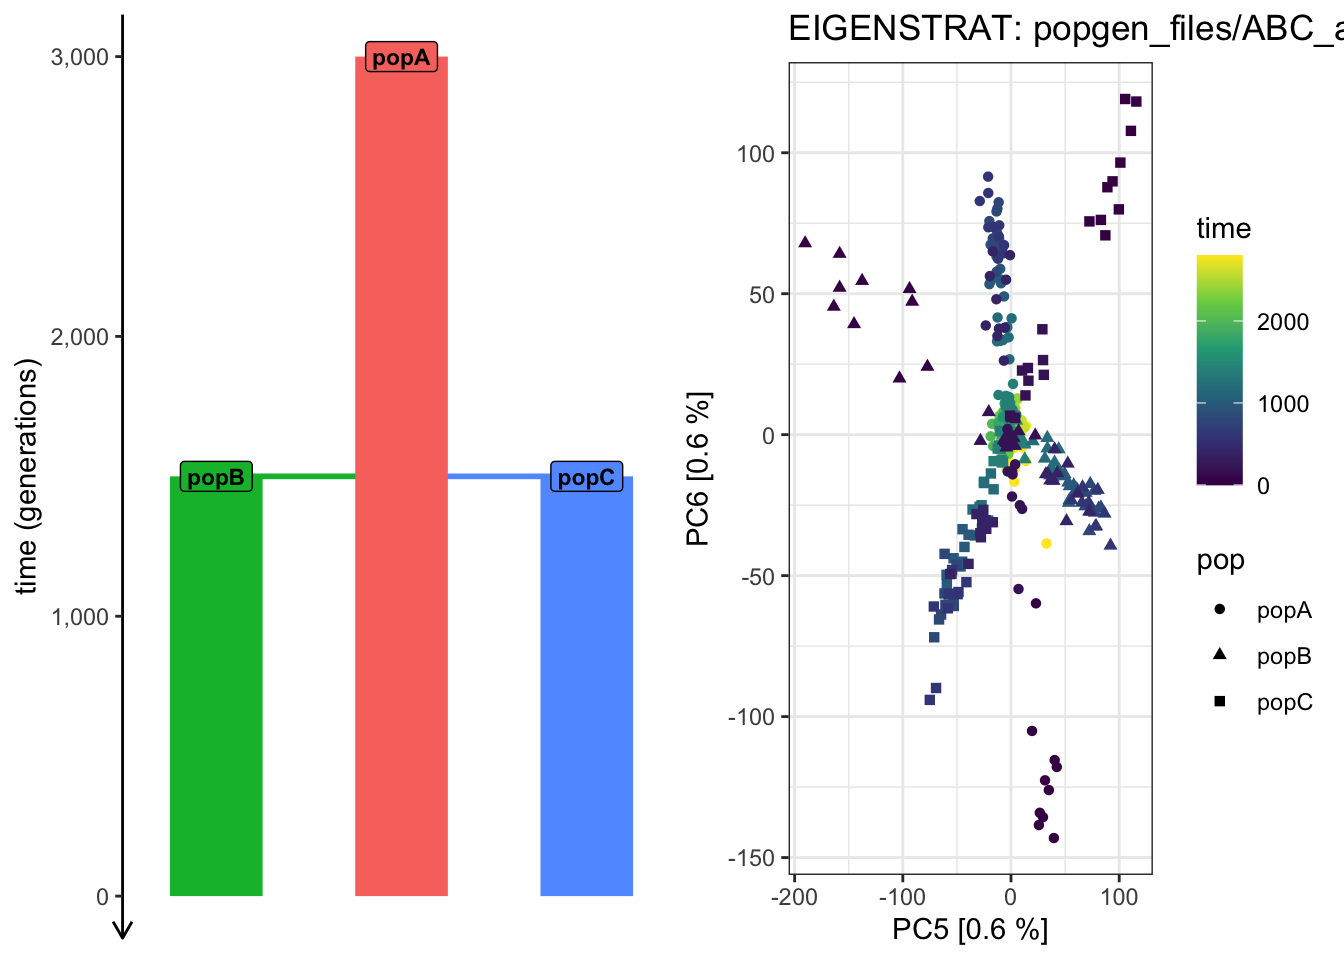 3,000
2,000
1,000
0
time (generations)
popA
popB
popC
EIGENSTRAT: popgen_files/ABC_a
100
50
0
-50
-100
-150
PC6 [0.6 %]
-200
-100
0
100
PC5 [0.6 %]
time
2000
1000
0
pop
popA
popB
popC